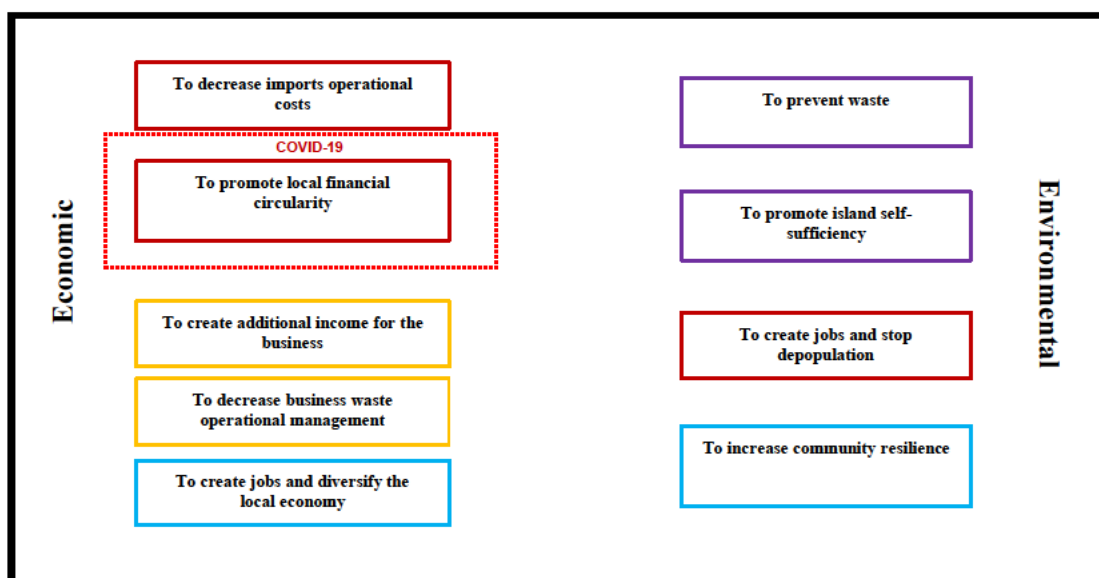 Economic
To decrease imports operational
costs
COVID-19
To promote local financial
circularity
To create additional income for the
business
To decrease business waste
operational management
To create jobs and diversify the
local economy
To prevent waste
To promote island self-
sufficiency
To create jobs and stop
depopulation
To increase community resilience
Environmental